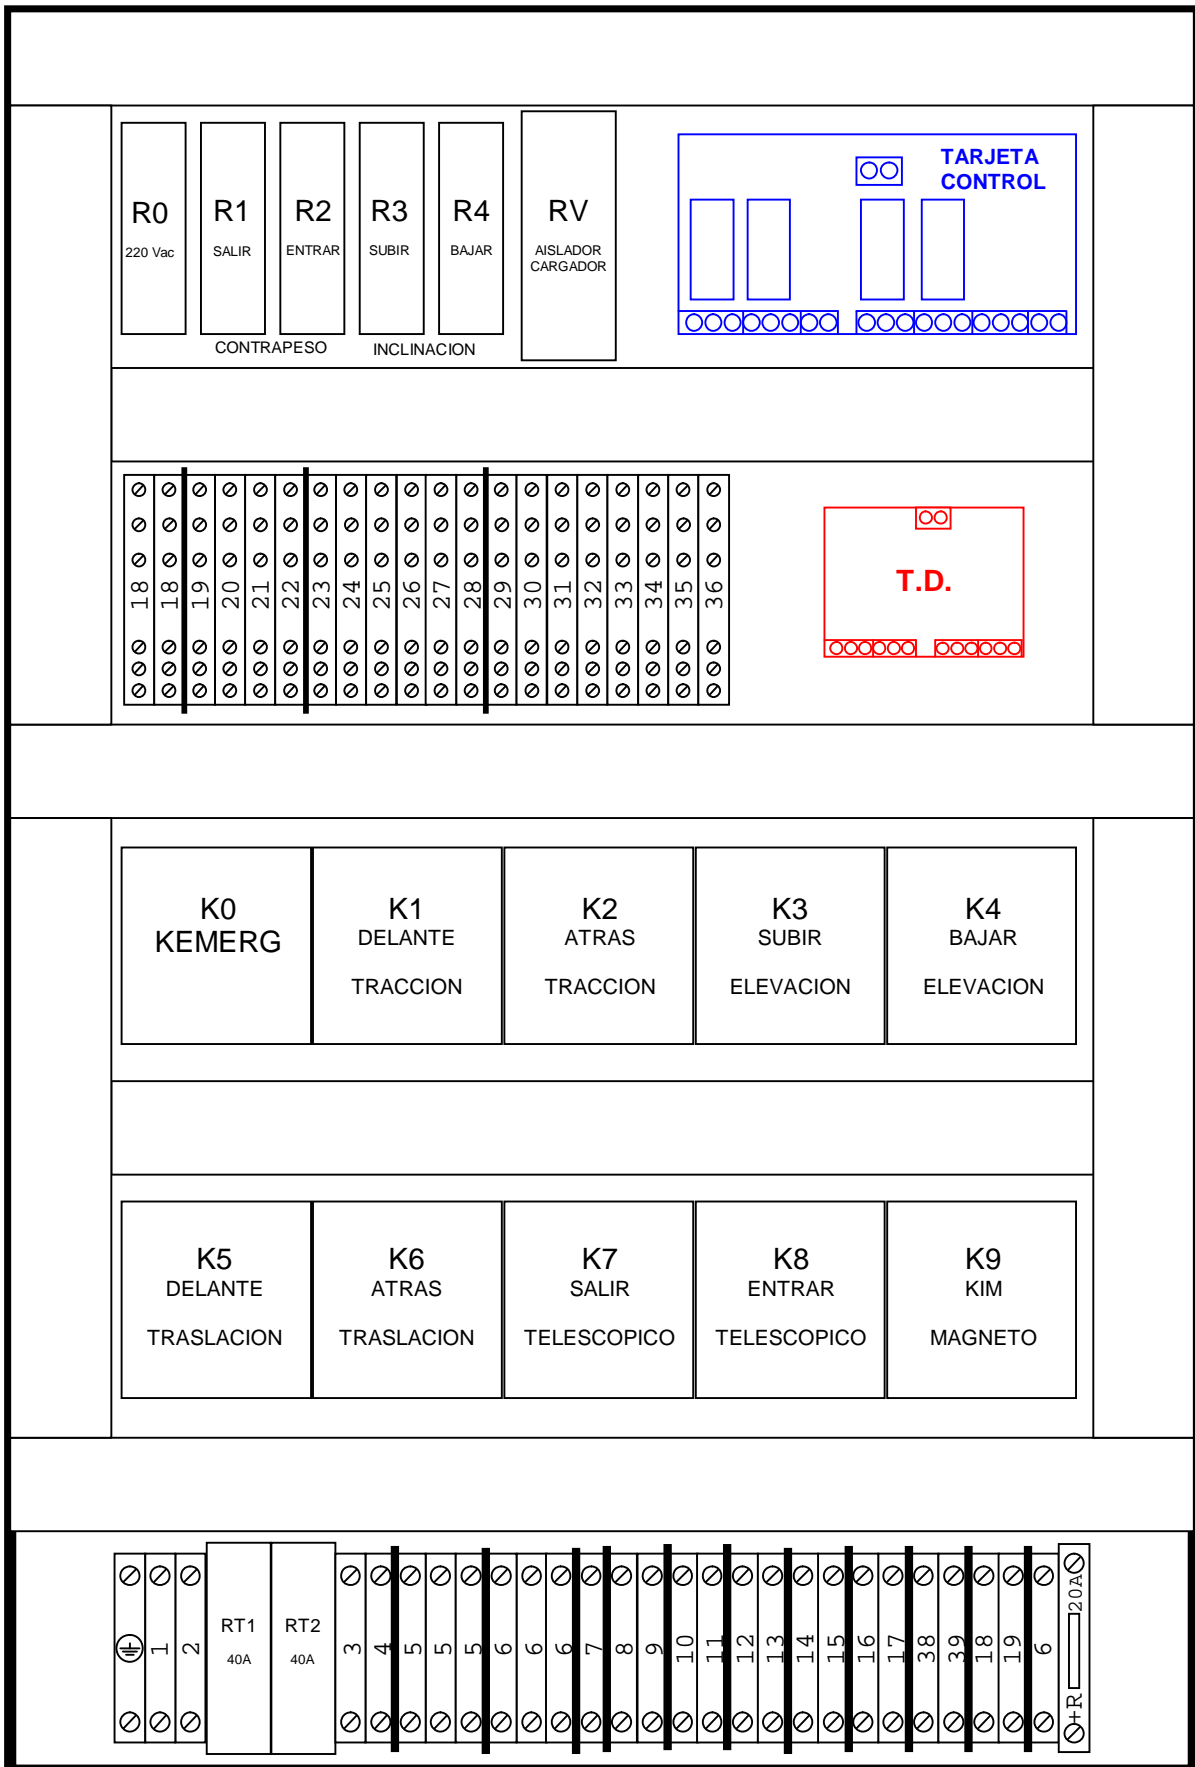 TARJETA
CONTROL
R0
R1
R2
R3
R4
RV
220 Vac
SALIR
ENTRAR
SUBIR
BAJAR
AISLADOR
CARGADOR
CONTRAPESO
INCLINACION
18 18 19 20 21 22 23 24 25 26 27 28 29 30 31 32 33 34 35 36
T.D.
K0
KEMERG
K1
DELANTE
TRACCION
K2
ATRAS
TRACCION
K3
SUBIR
ELEVACION
K4
BAJAR
ELEVACION
K5
DELANTE
TRASLACION
K6
ATRAS
TRASLACION
K7
SALIR
TELESCOPICO
K8
ENTRAR
TELESCOPICO
K9
KIM
MAGNETO
1 2
RT1
40A
RT2
40A
3 4 5 5 5 6 6 6 7 8 9 10 11 12 13 14 15 16 17 38 39 18 19 6
+R 20A